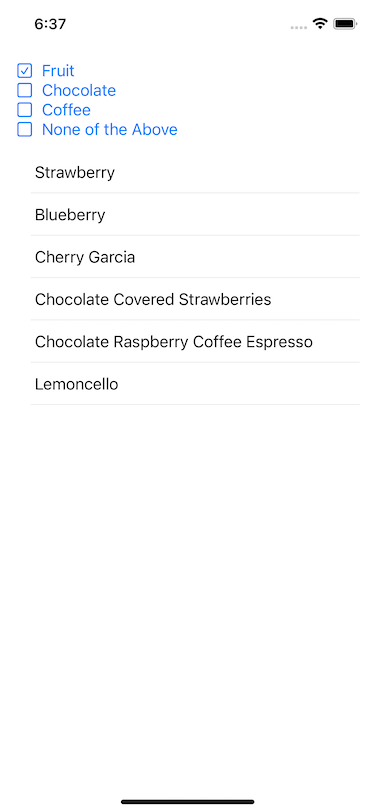 6:37
Fruit
Chocolate
Coffee
None of the Above
Strawberry
Blueberry
Cherry Garcia
Chocolate Covered Strawberries
Chocolate Raspberry Coffee Espresso
Lemoncello